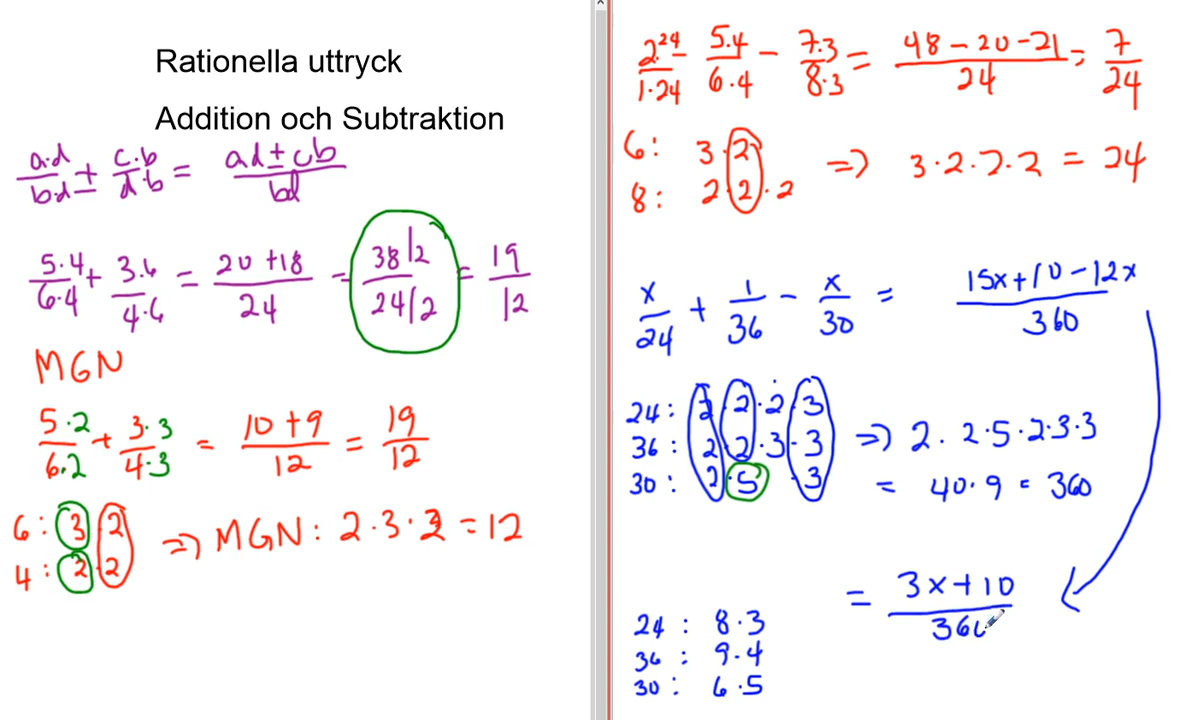 Rationella uttryck
Addition och Subtraktion
a·d/b·d ± c·b/d·b = ad ± cb/bd
5·4/6·4 + 3·6/4·6 = 20+18/24 = 38/2/24/2 = 19/12
MGN
5·2/6·2 + 3·3/4·3 = 10+9/12 = 19/12
6: 3 2
4: 2·2
=> MGN: 2·3·2 = 12
2·24/1·24 5·4/6·4 − 7·3/8·3 = 48−20−21/24 = 7/24
6: 3·2
8: 2·2·2
=> 3·2·2·2 = 24
x/24 + 1/36 − x/30 = 15x+10−12x/360
24: 2·2·2·3
36: 2·2·3·3
30: 2·5·3
=> 2·2·5·2·3·3
= 40·9 = 360
= 3x+10/360
24: 8·3
36: 9·4
30: 6·5